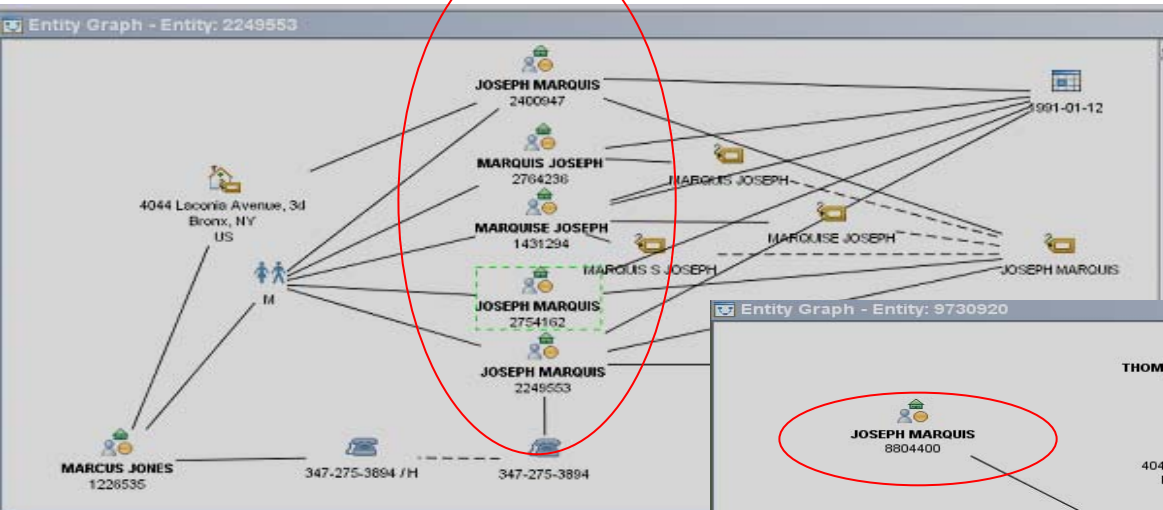 Entity Graph - Entity: 2249553
JOSEPH MARQUIS
2400947
1991-01-12
MARQUIS JOSEPH
2764236
MARQUIS JOSEPH
4044 Laconia Avenue, 3d
Bronx, NY
US
MARQUISE JOSEPH
1431294
MARQUISE JOSEPH
MARQUIS S JOSEPH
JOSEPH MARQUIS
M
JOSEPH MARQUIS
2754162
JOSEPH MARQUIS
2249553
MARCUS JONES
1226535
347-275-3894 / H
347-275-3894
Entity Graph - Entity: 9730920
THOM
JOSEPH MARQUIS
8804400
404